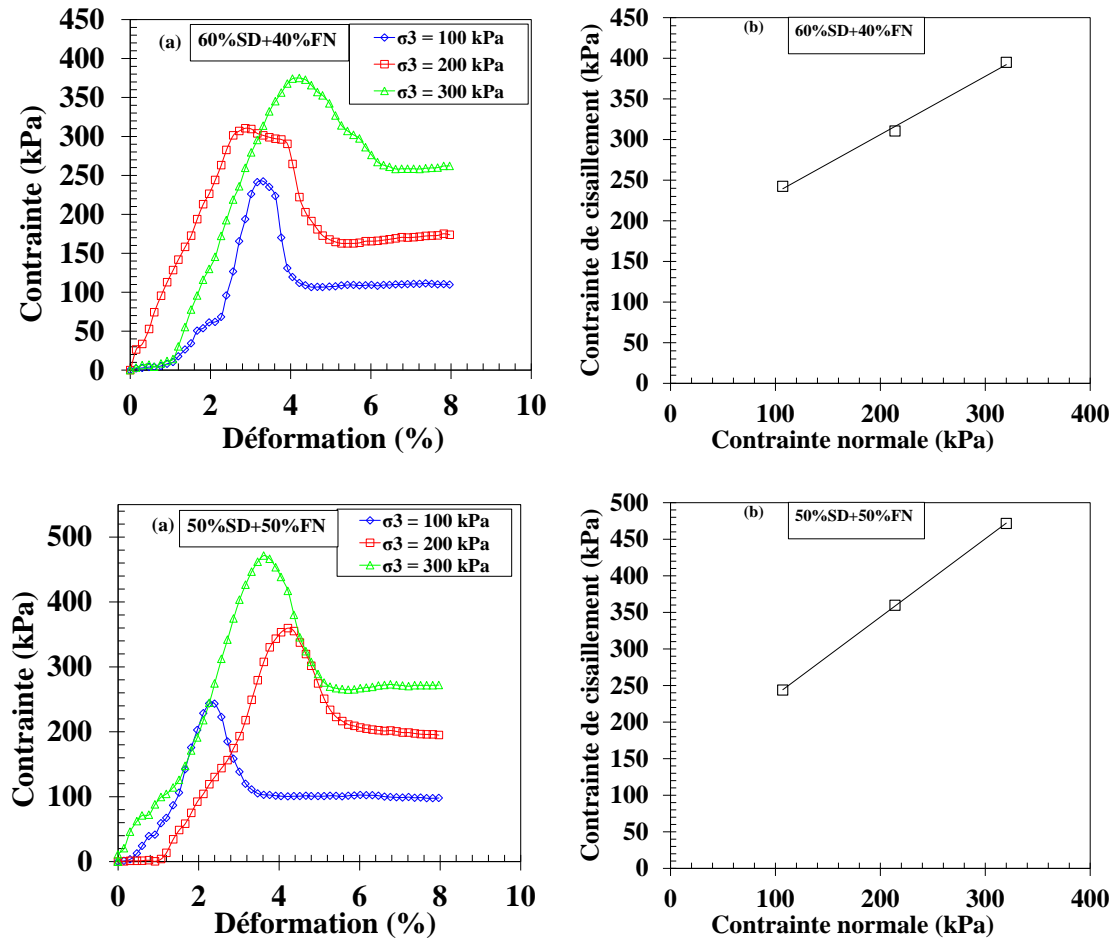 (a)
60%SD+40%FN
σ3 = 100 kPa
σ3 = 200 kPa
σ3 = 300 kPa
Contrainte (kPa)
450
400
350
300
250
200
150
100
50
0
0 2 4 6 8 10
Déformation (%)
(b)
60%SD+40%FN
Contrainte de cisaillement (kPa)
450
400
350
300
250
200
150
100
50
0
0 100 200 300 400
Contrainte normale (kPa)
(a)
50%SD+50%FN
σ3 = 100 kPa
σ3 = 200 kPa
σ3 = 300 kPa
Contrainte (kPa)
500
400
300
200
100
0
0 2 4 6 8 10
Déformation (%)
(b)
50%SD+50%FN
Contrainte de cisaillement (kPa)
500
450
400
350
300
250
200
150
100
50
0
0 100 200 300 400
Contrainte normale (kPa)